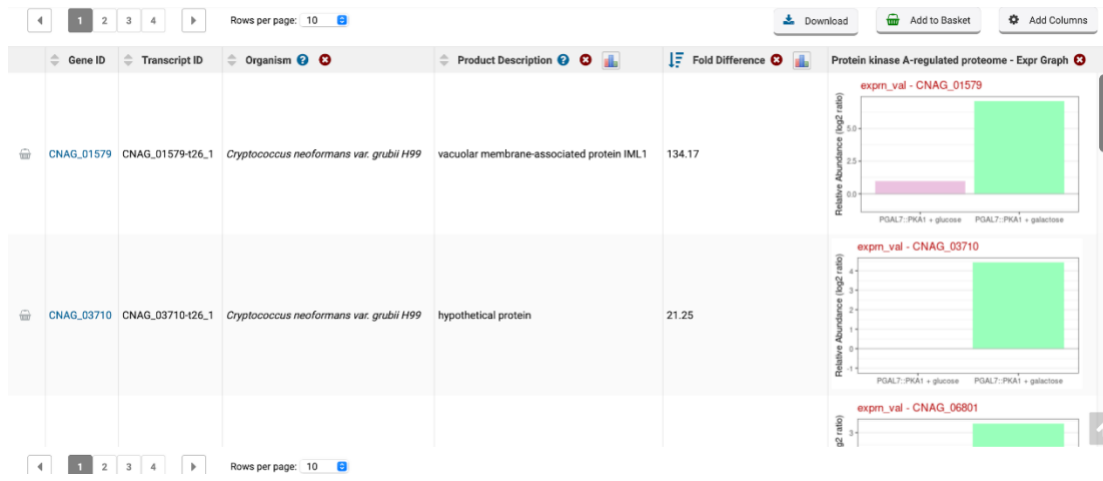 1 2 3 4 Rows per page: 10 Download Add to Basket Add Columns
Gene ID Transcript ID Organism Product Description Fold Difference Protein kinase A-regulated proteome - Expr Graph
exprn_val - CNAG_01579
CNAG_01579 CNAG_01579-t26_1 Cryptococcus neoformans var. grubii H99 vacuolar membrane-associated protein IML1 134.17
Relative Abundance (log2 ratio)
5.0
2.5
0.0
PGAL7::PKA1 + glucose PGAL7::PKA1 + galactose
exprn_val - CNAG_03710
CNAG_03710 CNAG_03710-t26_1 Cryptococcus neoformans var. grubii H99 hypothetical protein 21.25
Relative Abundance (log2 ratio)
4
3
2
1
0
-1
PGAL7::PKA1 + glucose PGAL7::PKA1 + galactose
exprn_val - CNAG_06801
g2 ratio)
3
1 2 3 4 Rows per page: 10